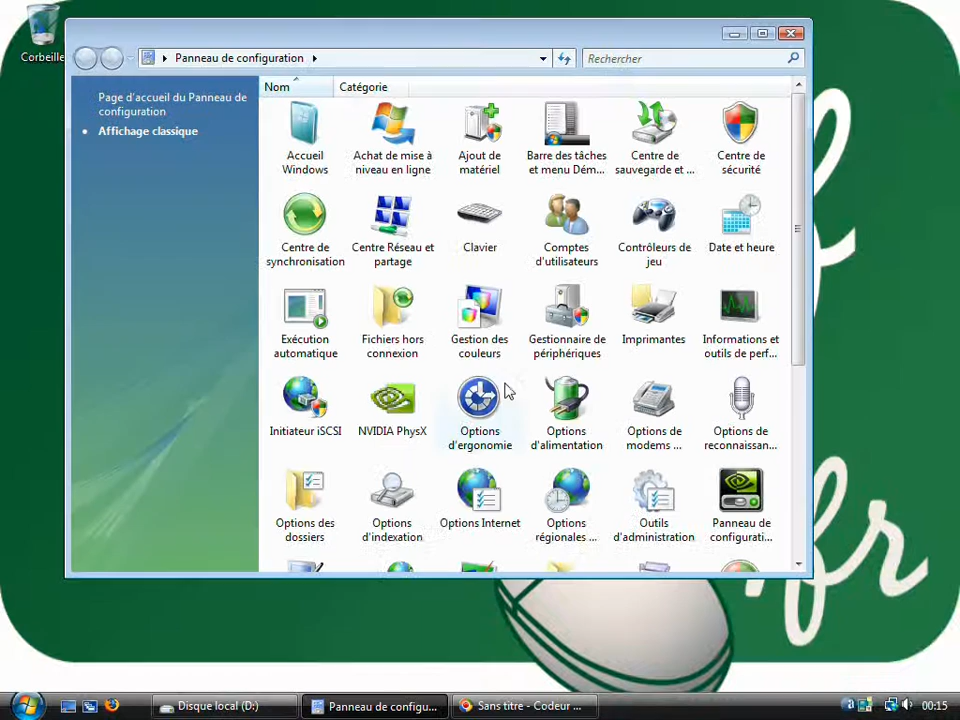 Corbeille
Panneau de configuration
Rechercher
Page d'accueil du Panneau de
configuration
Affichage classique
Nom
Catégorie
Accueil
Windows
Achat de mise à
niveau en ligne
Ajout de
matériel
Barre des tâches
et menu Dém...
Centre de
sauvegarde et ...
Centre de
sécurité
Centre de
synchronisation
Centre Réseau et
partage
Clavier
Comptes
d'utilisateurs
Contrôleurs de
jeu
Date et heure
Exécution
automatique
Fichiers hors
connexion
Gestion des
couleurs
Gestionnaire de
périphériques
Imprimantes
Informations et
outils de perf...
Initiateur iSCSI
NVIDIA PhysX
Options
d'ergonomie
Options
d'alimentation
Options de
modems ...
Options de
reconnaissan...
Options des
dossiers
Options
d'indexation
Options Internet
Options
régionales ...
Outils
d'administration
Panneau de
configurati...
fr
Disque local (D:)
Panneau de configu...
Sans titre - Codeur ...
00:15